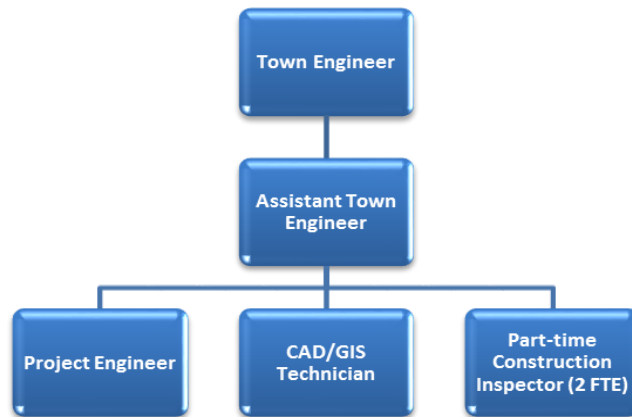 Town Engineer
Assistant Town
Engineer
Project Engineer
CAD/GIS
Technician
Part-time
Construction
Inspector (2 FTE)